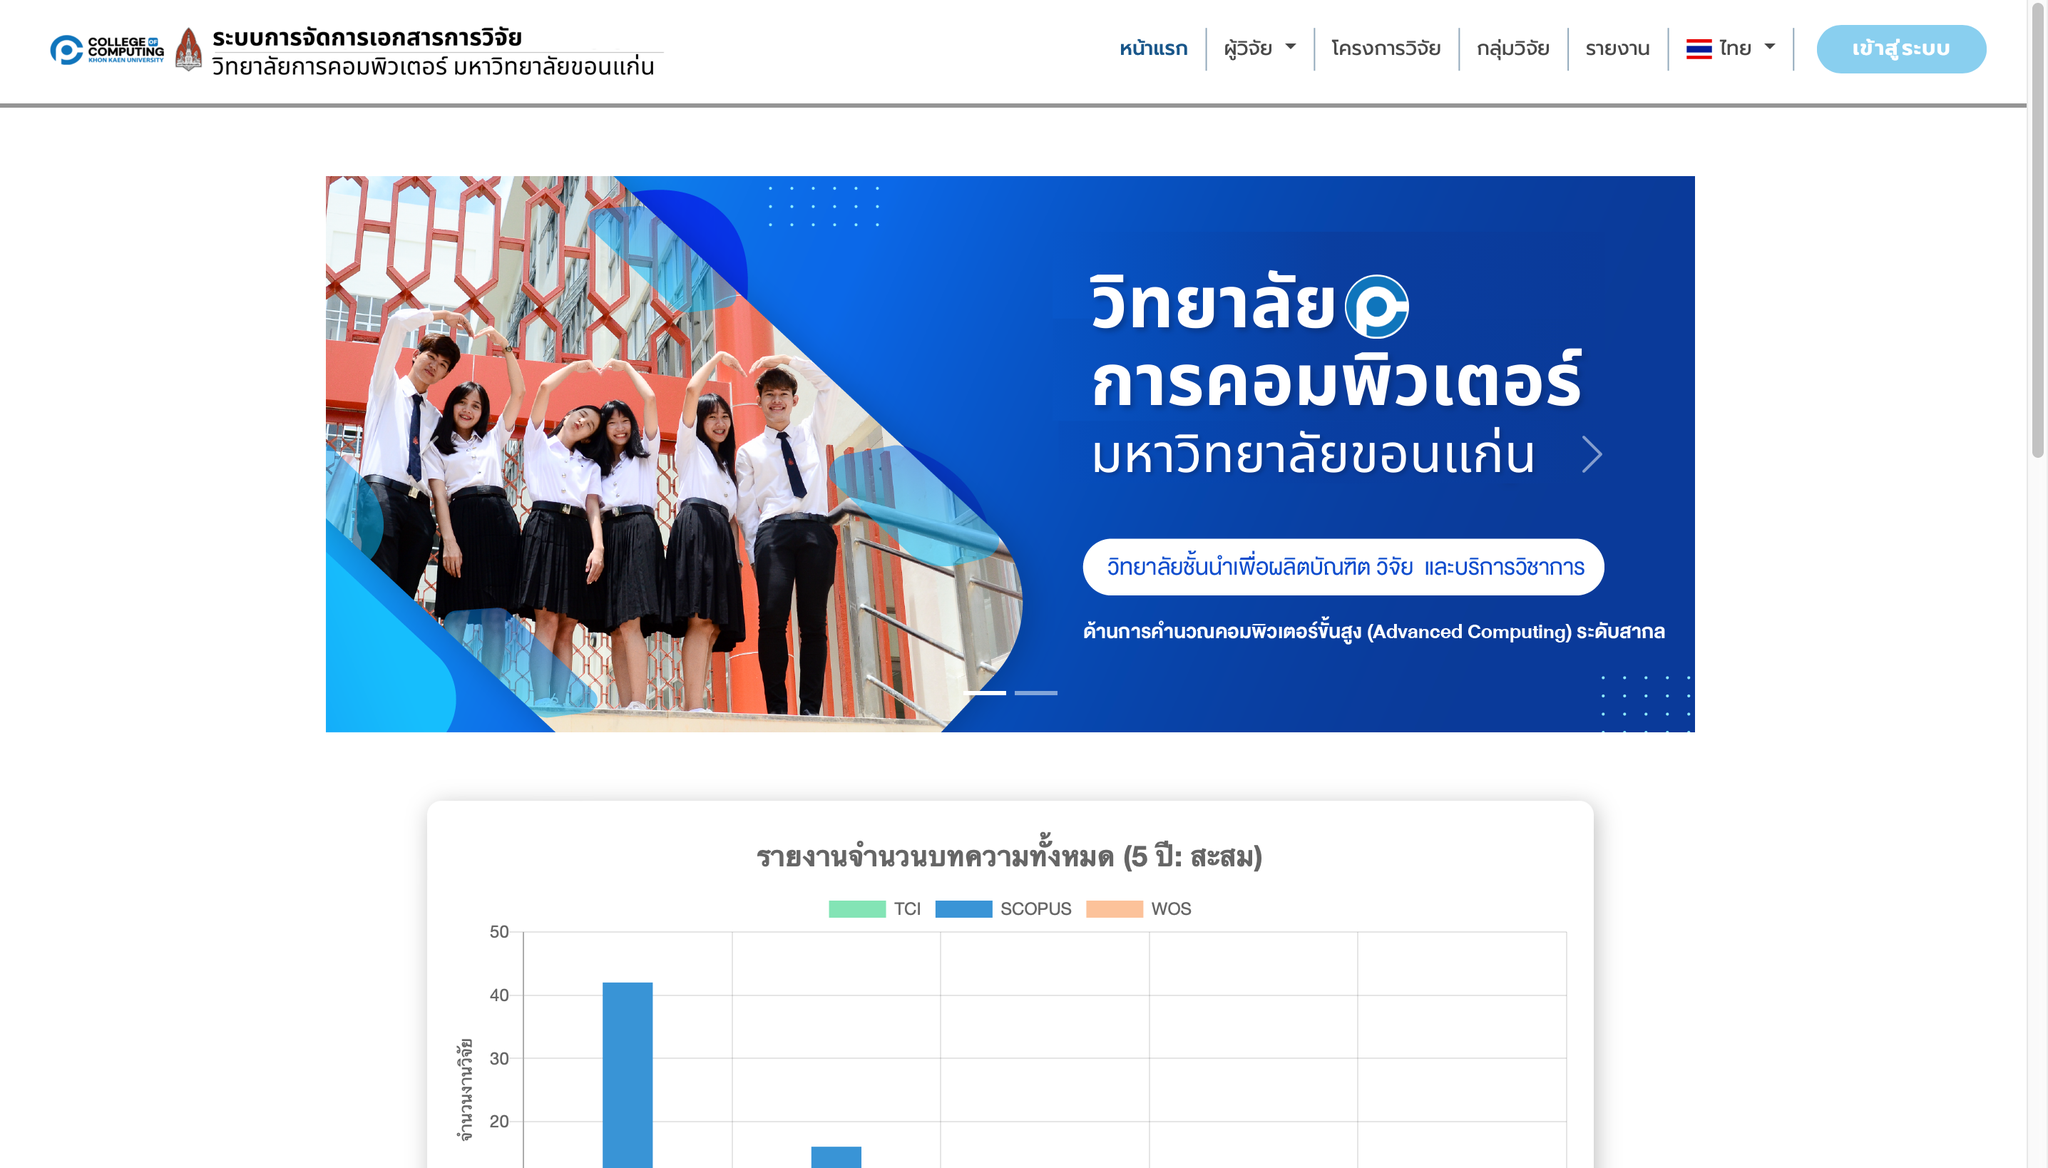 COLLEGE OF
COMPUTING
KHON KAEN UNIVERSITY
ระบบการจัดการเอกสารการวิจัย
วิทยาลัยการคอมพิวเตอร์ มหาวิทยาลัยขอนแก่น
หน้าแรก
ผู้วิจัย
โครงการวิจัย
กลุ่มวิจัย
รายงาน
ไทย
เข้าสู่ระบบ
วิทยาลัย
การคอมพิวเตอร์
มหาวิทยาลัยขอนแก่น
วิทยาลัยชั้นนำเพื่อผลิตบัณฑิต วิจัย และบริการวิชาการ
ด้านการคำนวณคอมพิวเตอร์ขั้นสูง (Advanced Computing) ระดับสากล
รายงานจำนวนบทความทั้งหมด (5 ปี: สะสม)
TCI
SCOPUS
WOS
50
40
30
20
จำนวนงานวิจัย